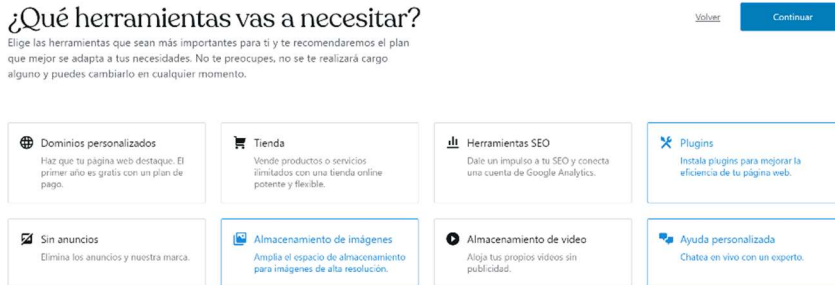 ¿Qué herramientas vas a necesitar?
Volver
Continuar
Elige las herramientas que sean más importantes para ti y te recomendaremos el plan
que mejor se adapta a tus necesidades. No te preocupes, no se te realizará cargo
alguno y puedes cambiarlo en cualquier momento.
Dominios personalizados
Haz que tu página web destaque. El
primer año es gratis con un plan de
pago.
Tienda
Vende productos o servicios
ilimitados con una tienda online
potente y flexible.
Herramientas SEO
Dale un impulso a tu SEO y conecta
una cuenta de Google Analytics.
Plugins
Instala plugins para mejorar la
eficiencia de tu página web.
Sin anuncios
Elimina los anuncios y nuestra marca.
Almacenamiento de imágenes
Amplía el espacio de almacenamiento
para imágenes de alta resolución.
Almacenamiento de video
Aloja tus propios videos sin
publicidad.
Ayuda personalizada
Chatea en vivo con un experto.